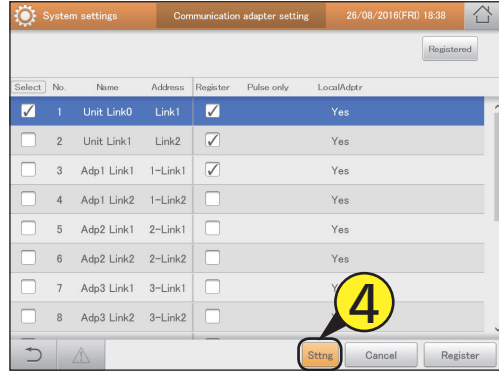 System settings Communication adapter setting 26/08/2016(FRI) 18:38
Registered
Select No. Name Address Register Pulse only LocalAdptr
1 Unit Link0 Link1 Yes
2 Unit Link1 Link2 Yes
3 Adp1 Link1 1-Link1 Yes
4 Adp1 Link2 1-Link2 Yes
5 Adp2 Link1 2-Link1 Yes
6 Adp2 Link2 2-Link2 Yes
7 Adp3 Link1 3-Link1
8 Adp3 Link2 3-Link2
4
Sttng Cancel Register